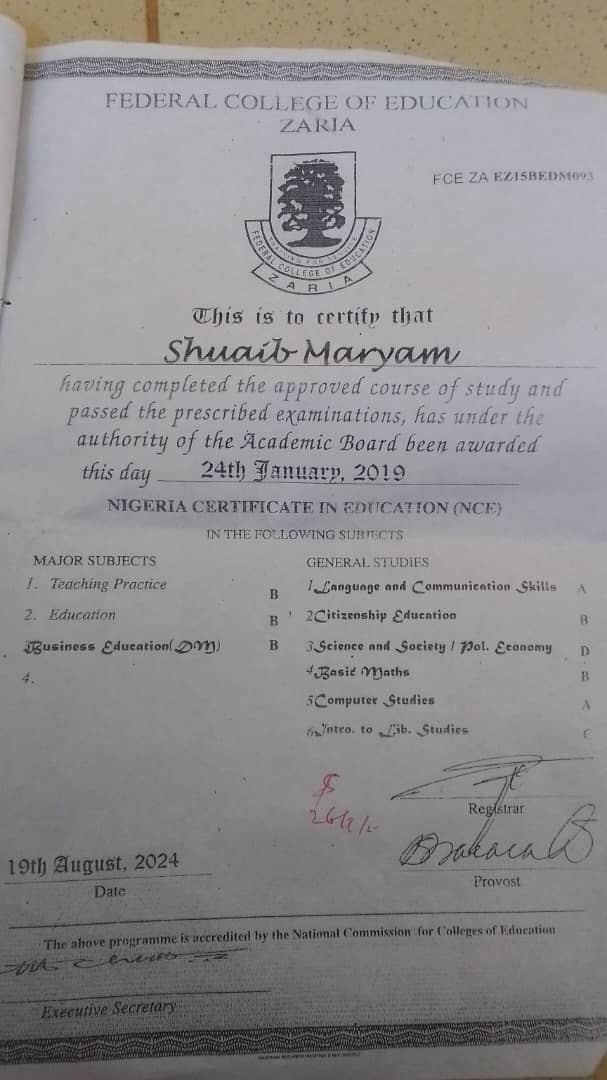 FEDERAL COLLEGE OF EDUCATION
ZARIA
FCE ZA EZ15BEDM093
FEDERAL COLLEGE OF EDUCATION
ZARIA
This is to certify that
Shuaib Maryam
having completed the approved course of study and
passed the prescribed examinations, has under the
authority of the Academic Board been awarded
this day 24th January, 2019
NIGERIA CERTIFICATE IN EDUCATION (NCE)
IN THE FOLLOWING SUBJECTS
MAJOR SUBJECTS
1. Teaching Practice B
2. Education B
Business Education(DM) B
4.
GENERAL STUDIES
1 Language and Communication Skills A
2 Citizenship Education B
3 Science and Society / Pol. Economy D
4 Basic Maths B
5 Computer Studies A
6 Intro. to Lib. Studies C
Registrar
Provost
19th August, 2024
Date
The above programme is accredited by the National Commission for Colleges of Education
Executive Secretary